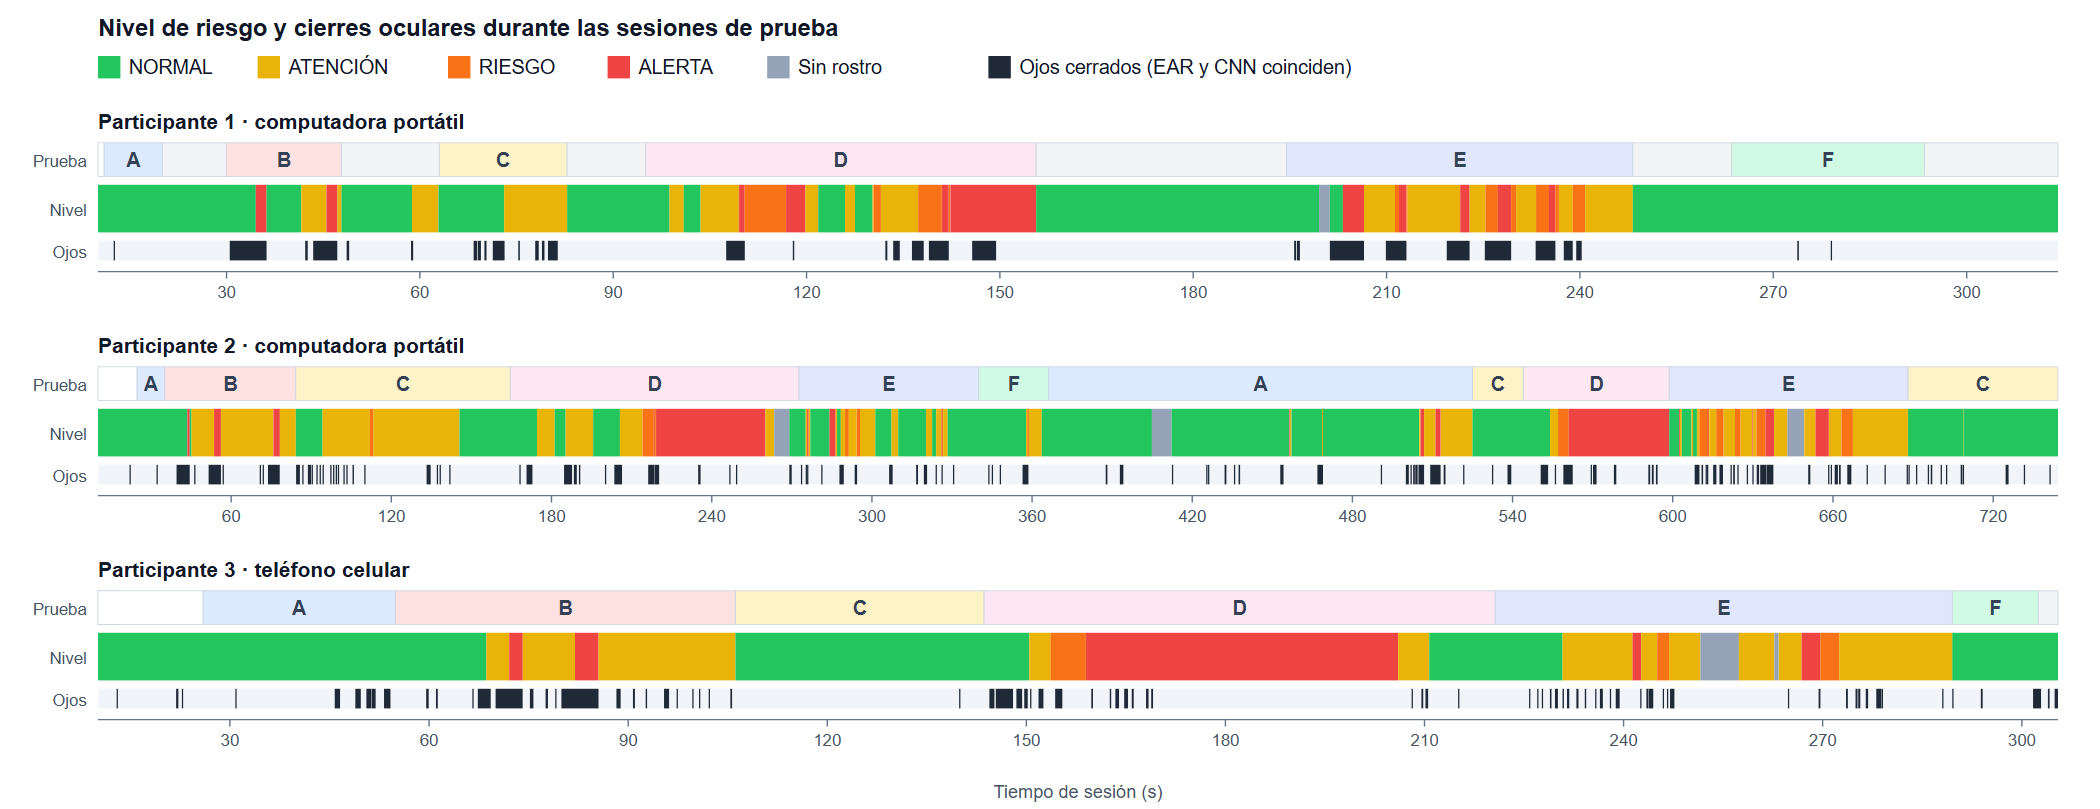 Nivel de riesgo y cierres oculares durante las sesiones de prueba
NORMAL ATENCIÓN RIESGO ALERTA Sin rostro Ojos cerrados (EAR y CNN coinciden)
Participante 1 · computadora portátil
Prueba A B C D E F
Nivel
Ojos
30 60 90 120 150 180 210 240 270 300
Participante 2 · computadora portátil
Prueba A B C D E F A C D E C
Nivel
Ojos
60 120 180 240 300 360 420 480 540 600 660 720
Participante 3 · teléfono celular
Prueba A B C D E F
Nivel
Ojos
30 60 90 120 150 180 210 240 270 300
Tiempo de sesión (s)